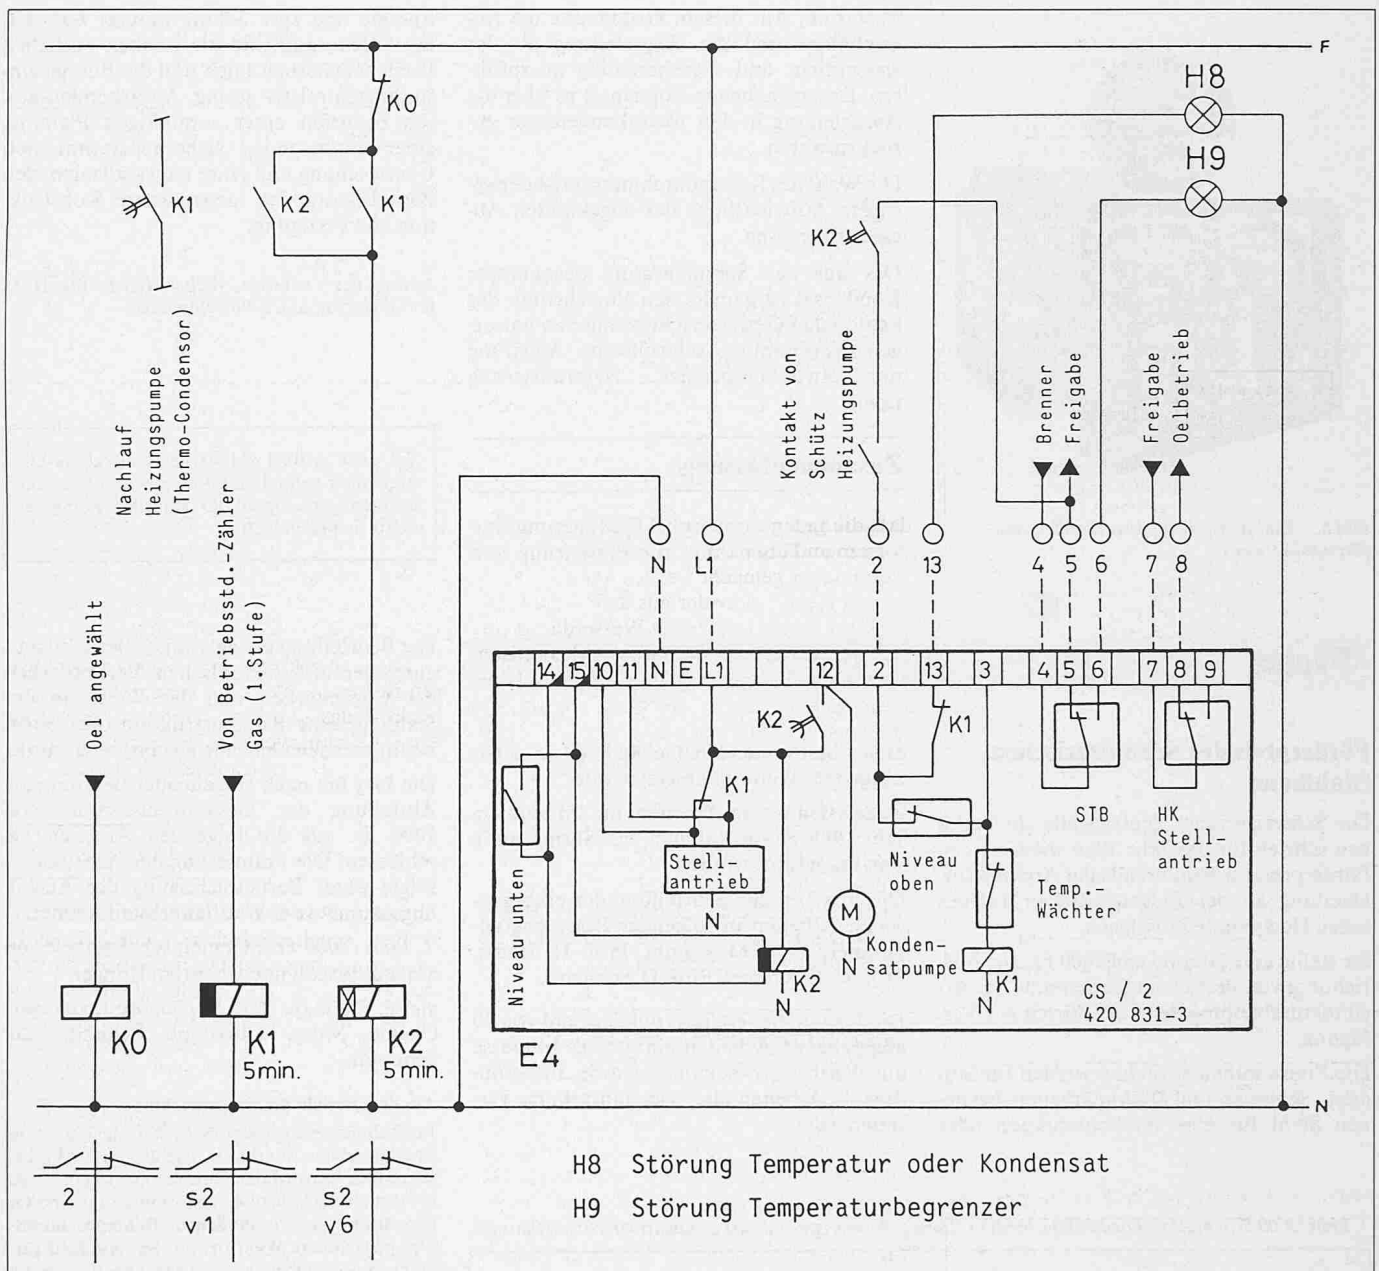 F
H8
K0
H9
K1
K2
K1
K2
Nachlauf
Heizungspumpe
(Thermo-Condensor)
Kontakt von
Schütz
Heizungspumpe
Brenner
Freigabe
Freigabe
Oelbetrieb
Oel angewählt
Von Betriebsstd.-Zähler
Gas (1.Stufe)
N L1 2 13 4 5 6 7 8
14 15 10 11 N E L1 12 2 13 3 4 5 6 7 8 9
K2
K1
K1
STB
HK
Stell-
antrieb
Niveau unten
Stell-
antrieb
N
Niveau
oben
Temp.-
Wächter
M
N
Konden-
satpumpe
K2
N
K1
N
CS / 2
420 831-3
E4
K0
K1
5min.
K2
5min.
N
2
s2
v1
s2
v6
H8 Störung Temperatur oder Kondensat
H9 Störung Temperaturbegrenzer